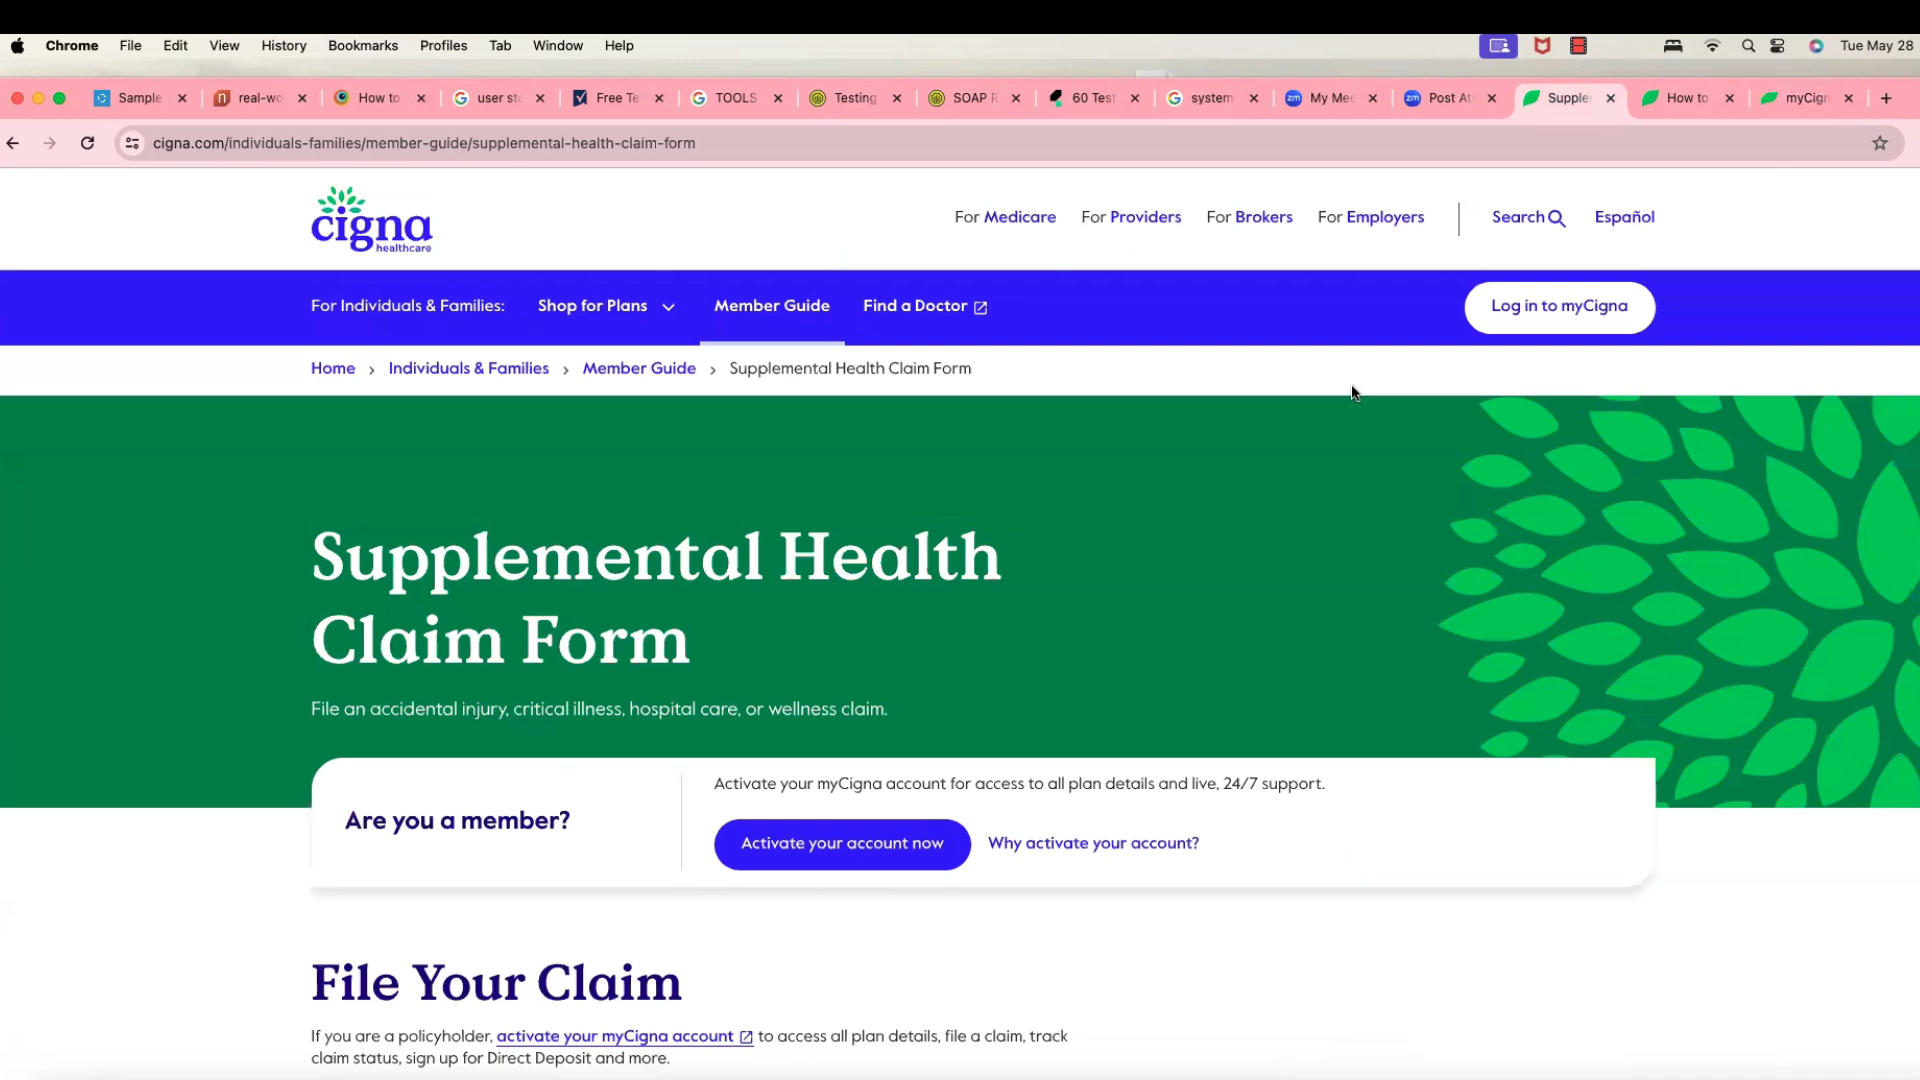 Chrome File Edit View History Bookmarks Profiles Tab Window Help Tue May 28
Sample real-wo How to user st Free Te TOOLS Testing SOAP R 60 Test system My Me Post At Supple How to myCign
cigna.com/individuals-families/member-guide/supplemental-health-claim-form
cigna
healthcare
For Medicare For Providers For Brokers For Employers Search Español
For Individuals & Families: Shop for Plans Member Guide Find a Doctor Log in to myCigna
Home › Individuals & Families › Member Guide › Supplemental Health Claim Form
Supplemental Health
Claim Form
File an accidental injury, critical illness, hospital care, or wellness claim.
Are you a member?
Activate your myCigna account for access to all plan details and live, 24/7 support.
Activate your account now Why activate your account?
File Your Claim
If you are a policyholder, activate your myCigna account to access all plan details, file a claim, track
claim status, sign up for Direct Deposit and more.